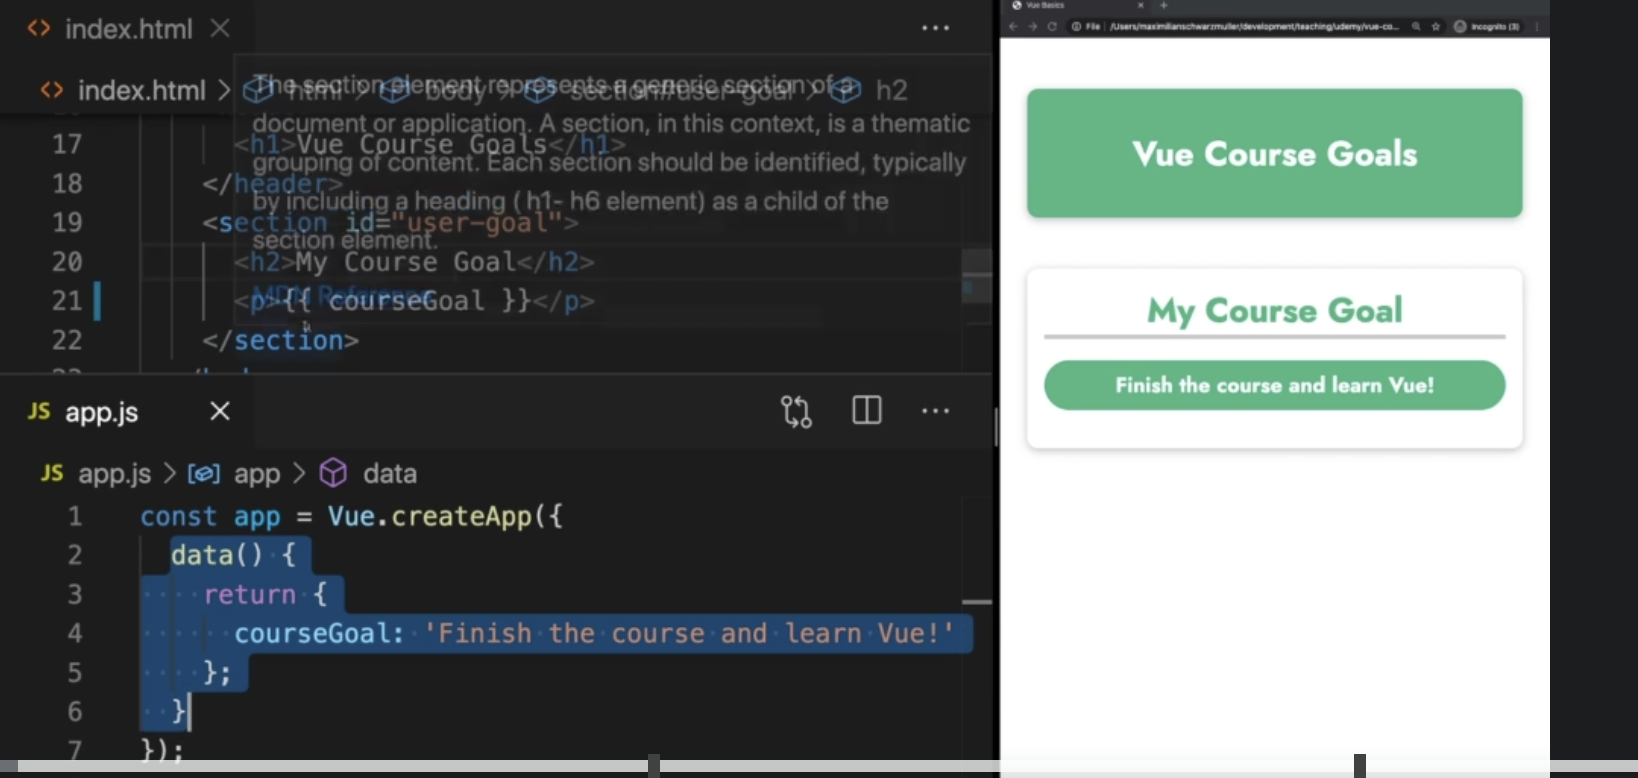 index.html
index.html > html > body > section#user-goal > h2
The section element represents a generic section of a
document or application. A section, in this context, is a thematic
grouping of content. Each section should be identified, typically
by including a heading ( h1- h6 element) as a child of the
section element.
MDN Reference
17 <h1>Vue Course Goals</h1>
18 </header>
19 <section id="user-goal">
20 <h2>My Course Goal</h2>
21 <p>{{ courseGoal }}</p>
22 </section>
JS app.js
JS app.js > app > data
1 const app = Vue.createApp({
2 data() {
3 return {
4 courseGoal: 'Finish the course and learn Vue!'
5 };
6 }
7 });
Vue Basics
File | /Users/maximilianschwarzmuller/development/teaching/udemy/vue-co... Incognito (3)
Vue Course Goals
My Course Goal
Finish the course and learn Vue!